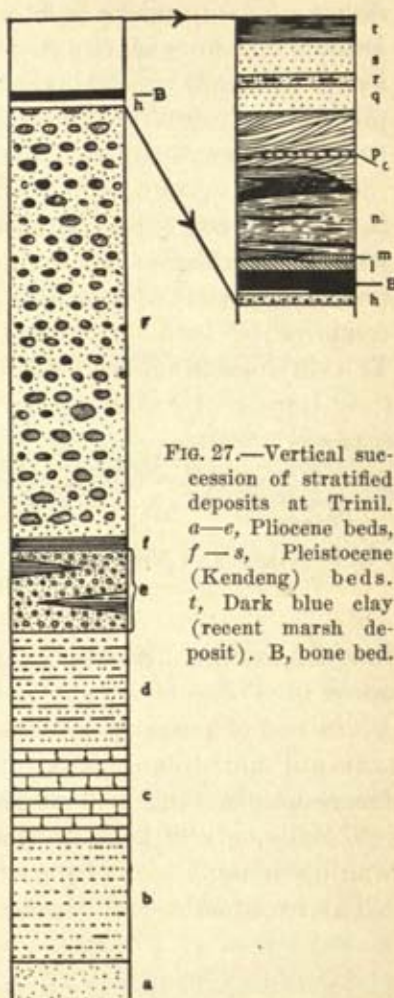 B
h
f
e
d
c
b
a
t
s
r
q
p
c
n.
m
l
B
h
FIG. 27.—Vertical suc-
cession of stratified
deposits at Trinil.
a—e, Pliocene beds,
f—s, Pleistocene
(Kendeng) beds.
t, Dark blue clay
(recent marsh de-
posit). B, bone bed.